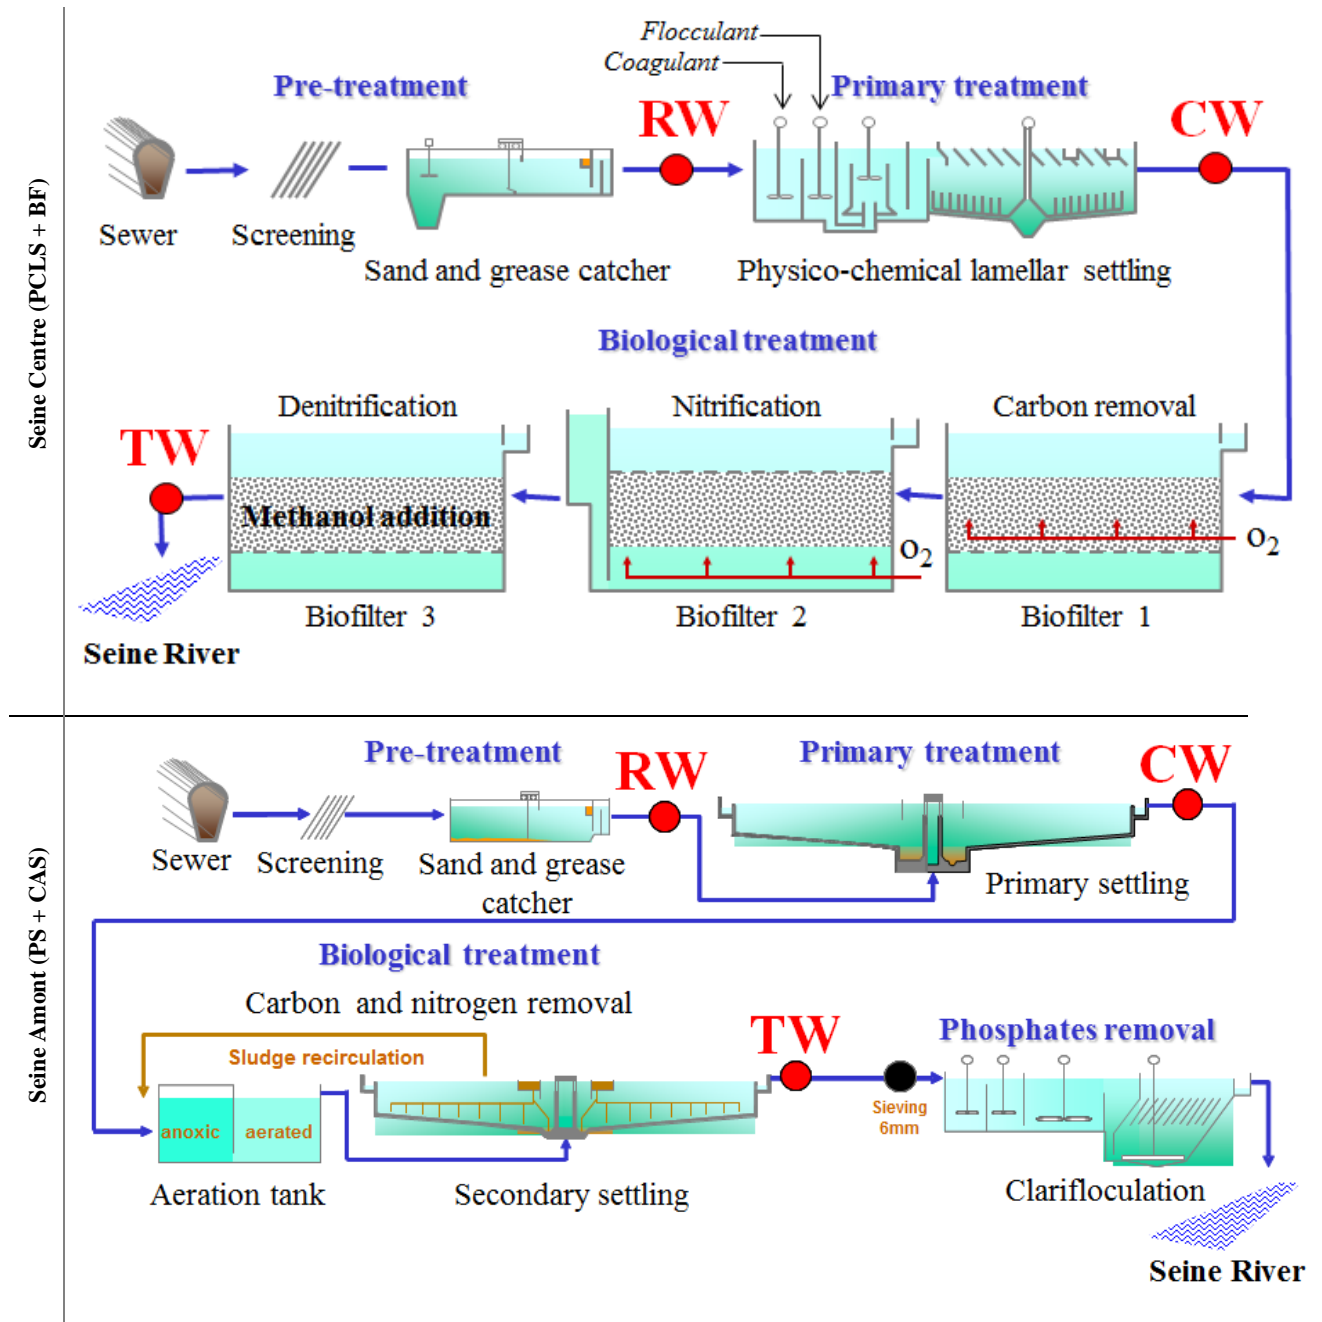 Seine Centre (PCLS + BF)
Flocculant
Coagulant
Pre-treatment
Primary treatment
RW
CW
Sewer
Screening
Sand and grease catcher
Physico-chemical lamellar settling
Biological treatment
Denitrification
Nitrification
Carbon removal
TW
Methanol addition
O2
O2
Biofilter 3
Biofilter 2
Biofilter 1
Seine River
Seine Amont (PS + CAS)
Pre-treatment
RW
Primary treatment
CW
Sewer
Screening
Sand and grease
catcher
Primary settling
Biological treatment
Carbon and nitrogen removal
Sludge recirculation
TW
Phosphates removal
anoxic
aerated
Sieving
6mm
Aeration tank
Secondary settling
Clarifloculation
Seine River